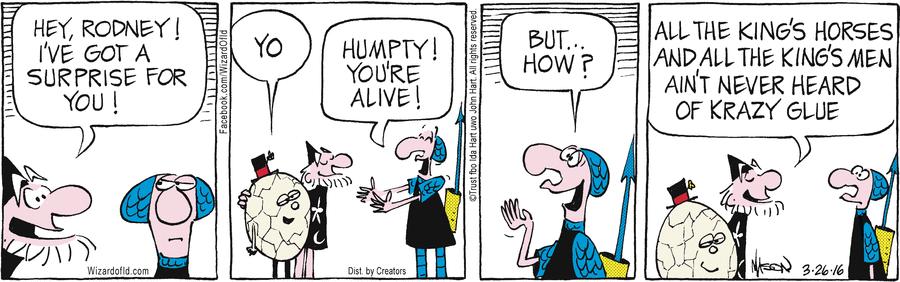 HEY, RODNEY!
I'VE GOT A
SURPRISE FOR
YOU!
Wizardofid.com
Facebook.com/WizardOfId
YO
HUMPTY!
YOU'RE
ALIVE!
Dist. by Creators
©Trust fbo Ida Hart uwo John Hart. All rights reserved.
BUT...
HOW?
ALL THE KING'S HORSES
AND ALL THE KING'S MEN
AIN'T NEVER HEARD
OF KRAZY GLUE
MASON
3·26·16